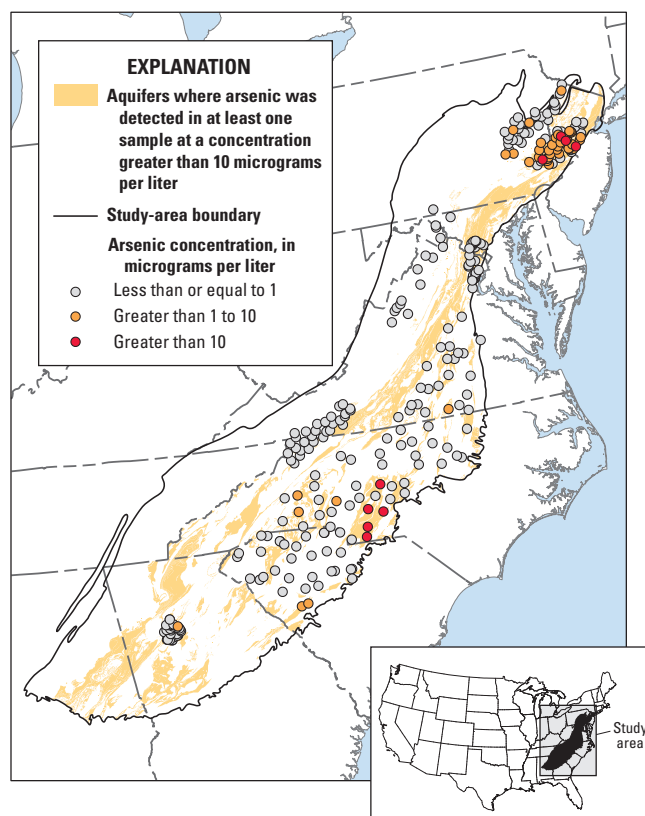 EXPLANATION
Aquifers where arsenic was
detected in at least one
sample at a concentration
greater than 10 micrograms
per liter
Study-area boundary
Arsenic concentration, in
micrograms per liter
Less than or equal to 1
Greater than 1 to 10
Greater than 10
Study
area